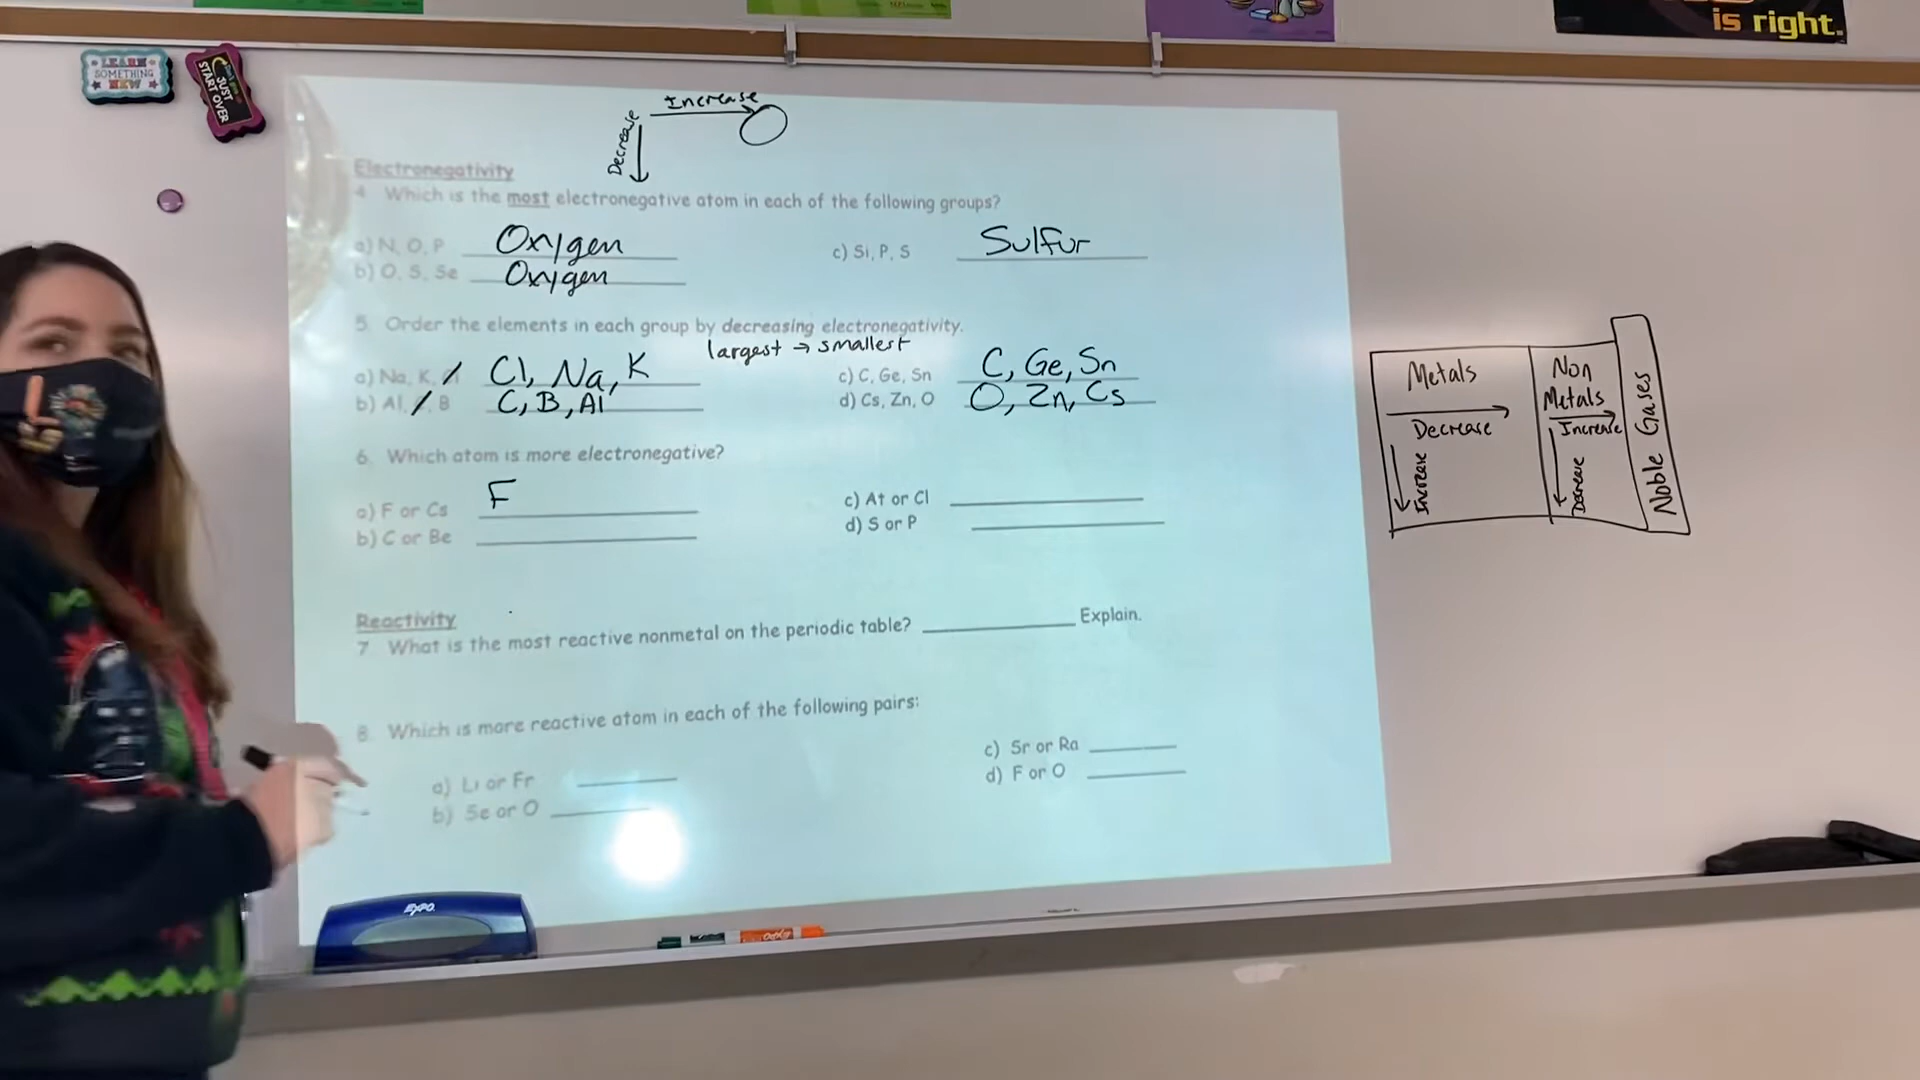 is right.
LEARN
SOMETHING
NEW
JUST
START OVER
Increase
Decrease
Electronegativity
4 Which is the most electronegative atom in each of the following groups?
a) N, O, P Oxygen
b) O, S, Se Oxygen
c) Si, P, S Sulfur
5. Order the elements in each group by decreasing electronegativity.
largest → smallest
a) Na, K, Cl Cl, Na, K
b) Al, C, B C, B, Al
c) C, Ge, Sn C, Ge, Sn
d) Cs, Zn, O O, Zn, Cs
6. Which atom is more electronegative?
a) F or Cs F
b) C or Be
c) At or Cl
d) S or P
Reactivity
7 What is the most reactive nonmetal on the periodic table? Explain.
8. Which is more reactive atom in each of the following pairs:
a) Li or Fr
b) Se or O
c) Sr or Ra
d) F or O
Metals
Decrease
Increase
Non
Metals
Increase
Decrease
Noble Gases
EXPO
EXPO